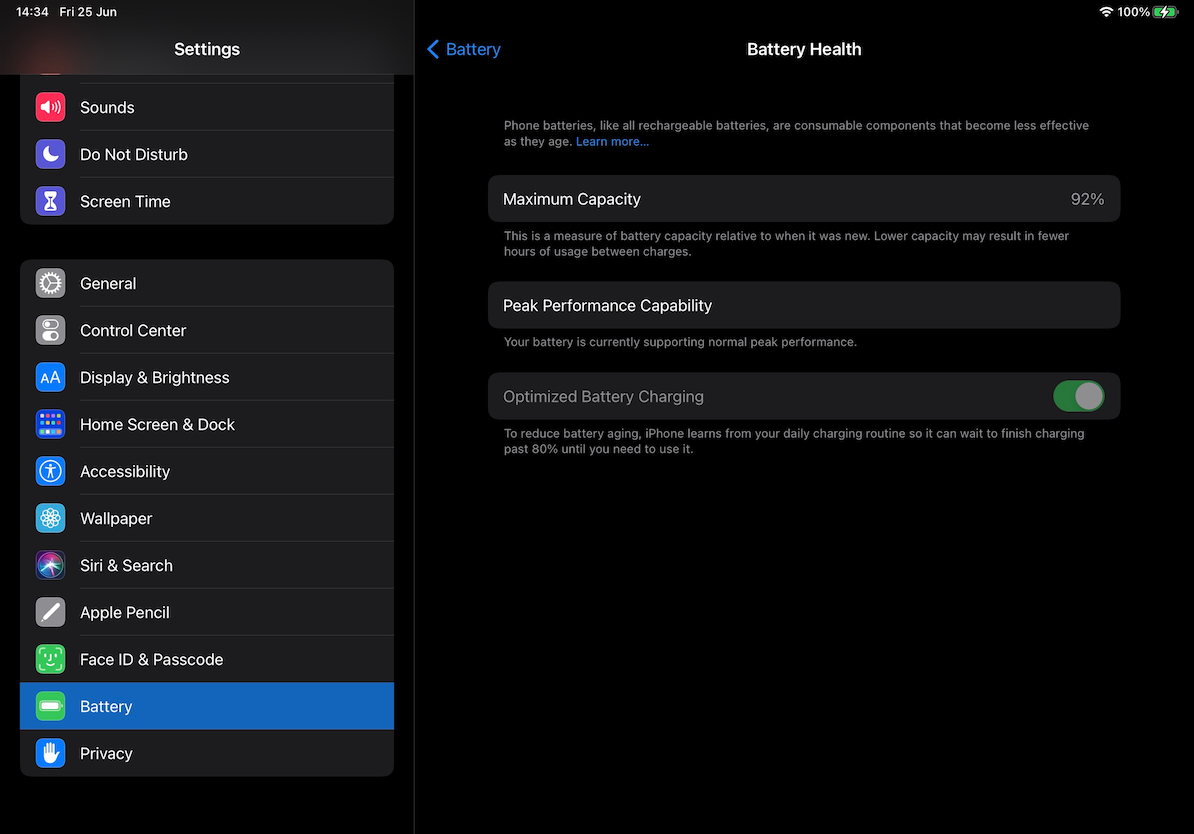 14:34 Fri 25 Jun
100%
Settings
Sounds
Do Not Disturb
Screen Time
General
Control Center
AA
Display & Brightness
Home Screen & Dock
Accessibility
Wallpaper
Siri & Search
Apple Pencil
Face ID & Passcode
Battery
Privacy
Battery
Battery Health
Phone batteries, like all rechargeable batteries, are consumable components that become less effective
as they age. Learn more...
Maximum Capacity 92%
This is a measure of battery capacity relative to when it was new. Lower capacity may result in fewer
hours of usage between charges.
Peak Performance Capability
Your battery is currently supporting normal peak performance.
Optimized Battery Charging
To reduce battery aging, iPhone learns from your daily charging routine so it can wait to finish charging
past 80% until you need to use it.